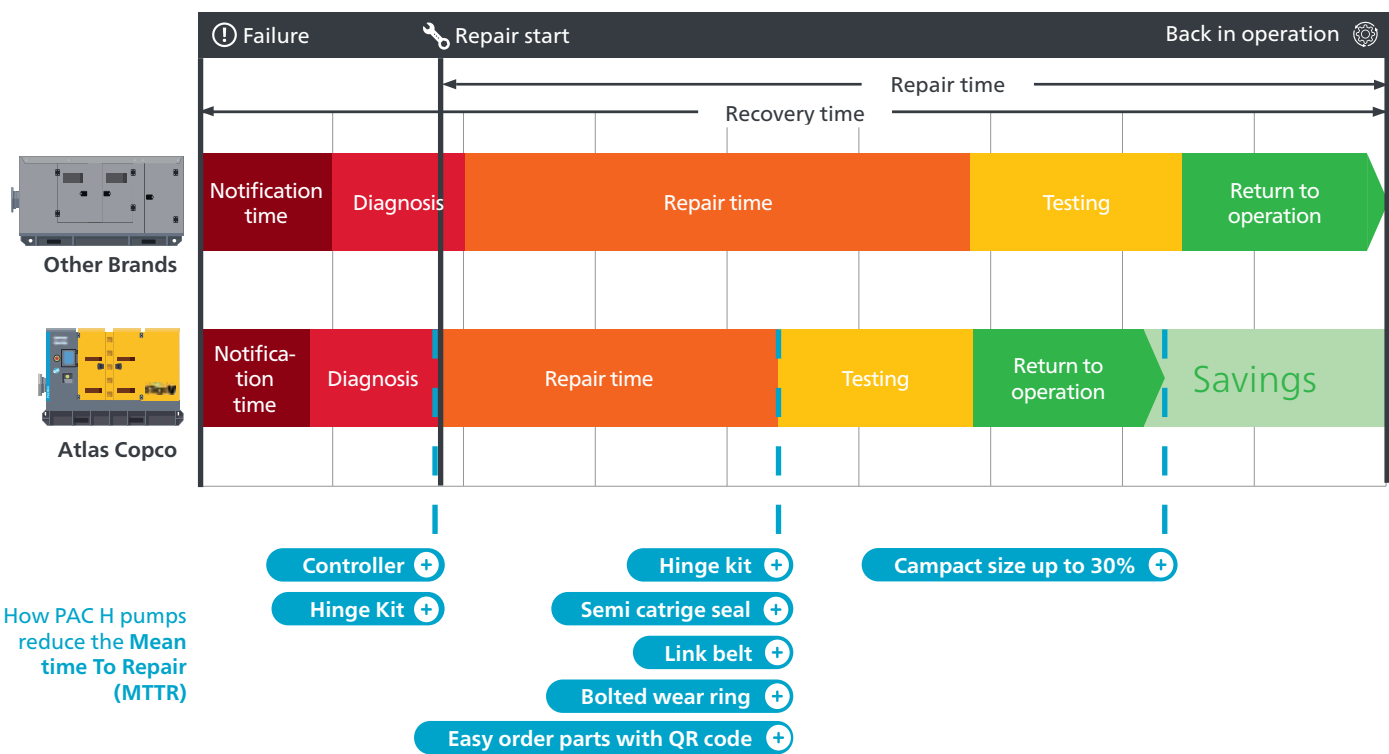 Failure
Repair start
Back in operation
Repair time
Recovery time
Notification
time
Diagnosis
Repair time
Testing
Return to
operation
Other Brands
Notifica-
tion
time
Diagnosis
Repair time
Testing
Return to
operation
Savings
Atlas Copco
Controller
Hinge kit
Campact size up to 30%
Hinge Kit
Semi catrige seal
Link belt
Bolted wear ring
Easy order parts with QR code
How PAC H pumps
reduce the Mean
time To Repair
(MTTR)